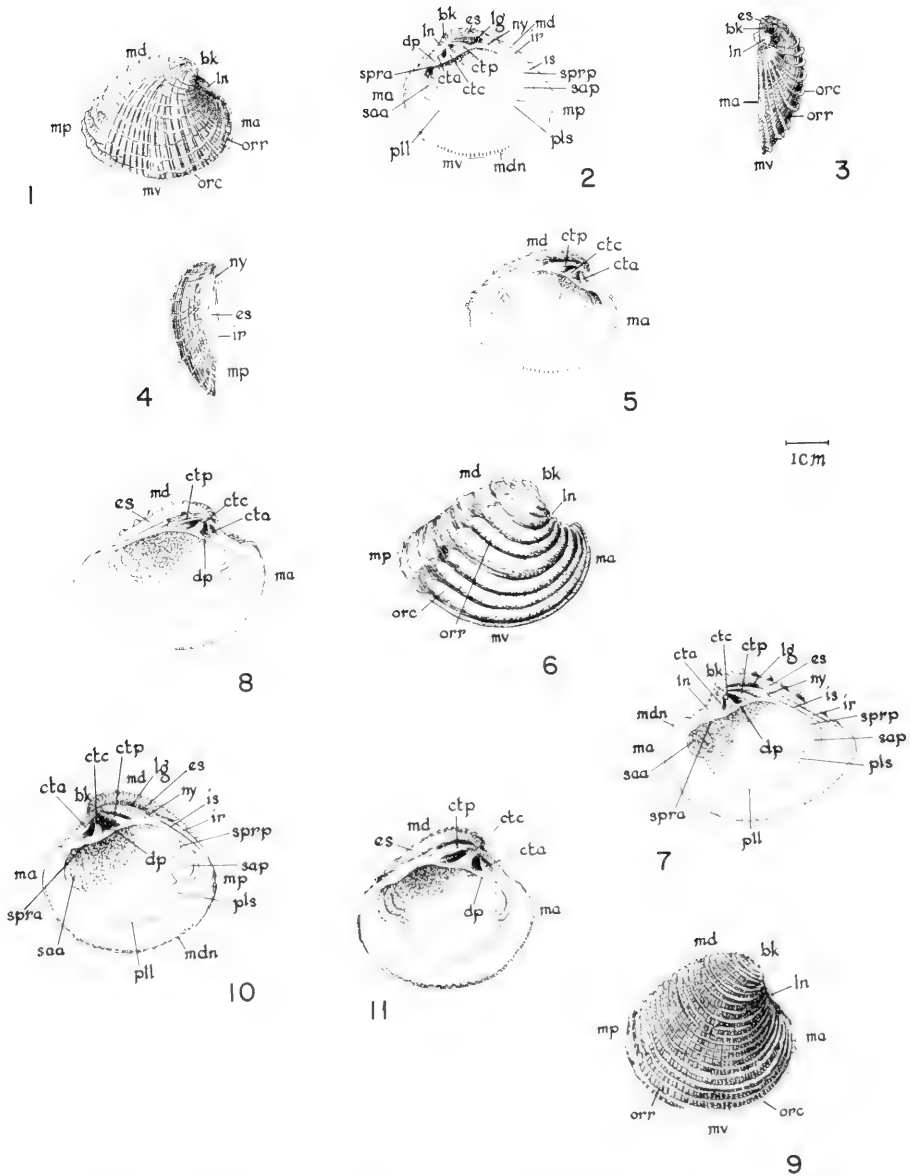 md
bk
ln
mp
ma
orr
mv
orc
1
bk
es
lg
ny
md
ln
ir
dp
is
spra
cta
ctp
sprp
ma
ctc
sap
saa
mp
pll
pls
mv
mdn
2
es
bk
ln
ma
orc
orr
mv
3
ny
es
ir
mp
4
md
ctp
ctc
cta
ma
5
1cm
ctp
md
es
ctc
cta
dp
ma
8
md
bk
ln
mp
ma
orc
orr
mv
6
ctc
ctp
cta
bk
lg
es
ln
ny
is
mdn
ir
sprp
ma
dp
sap
saa
pls
spra
pll
7
ctc
ctp
md
lg
es
cta
bk
ny
is
ir
sprp
ma
dp
sap
mp
spra
pls
saa
pll
mdn
10
ctp
md
ctc
es
cta
dp
ma
11
md
bk
ln
mp
ma
orr
orc
mv
9